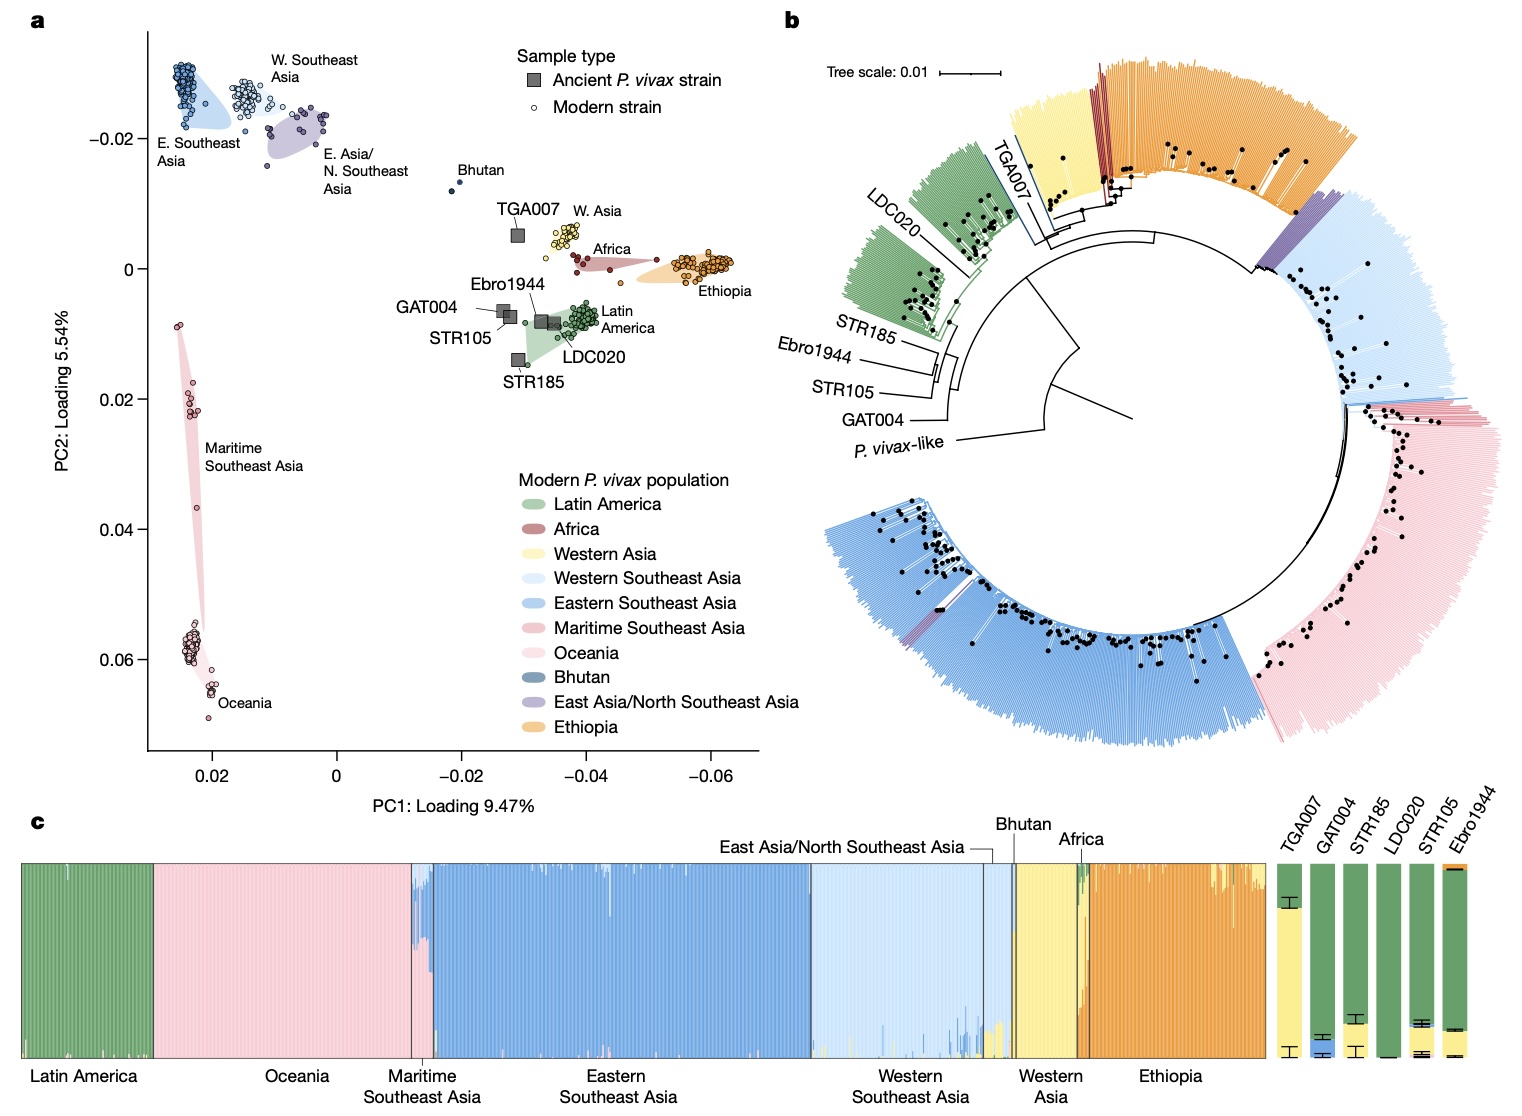 a
W. Southeast
Asia
E. Southeast
Asia
E. Asia/
N. Southeast
Asia
Bhutan
Sample type
Ancient P. vivax strain
Modern strain
TGA007
W. Asia
Africa
Ethiopia
Ebro1944
GAT004
STR105
Latin
America
LDC020
STR185
Maritime
Southeast Asia
Oceania
Modern P. vivax population
Latin America
Africa
Western Asia
Western Southeast Asia
Eastern Southeast Asia
Maritime Southeast Asia
Oceania
Bhutan
East Asia/North Southeast Asia
Ethiopia
PC2: Loading 5.54%
−0.02
0
0.02
0.04
0.06
0.02
0
−0.02
−0.04
−0.06
PC1: Loading 9.47%
b
Tree scale: 0.01
TGA007
LDC020
STR185
Ebro1944
STR105
GAT004
P. vivax-like
c
East Asia/North Southeast Asia
Bhutan
Africa
TGA007
GAT004
STR185
LDC020
STR105
Ebro1944
Latin America
Oceania
Maritime
Southeast Asia
Eastern
Southeast Asia
Western
Southeast Asia
Western
Asia
Ethiopia